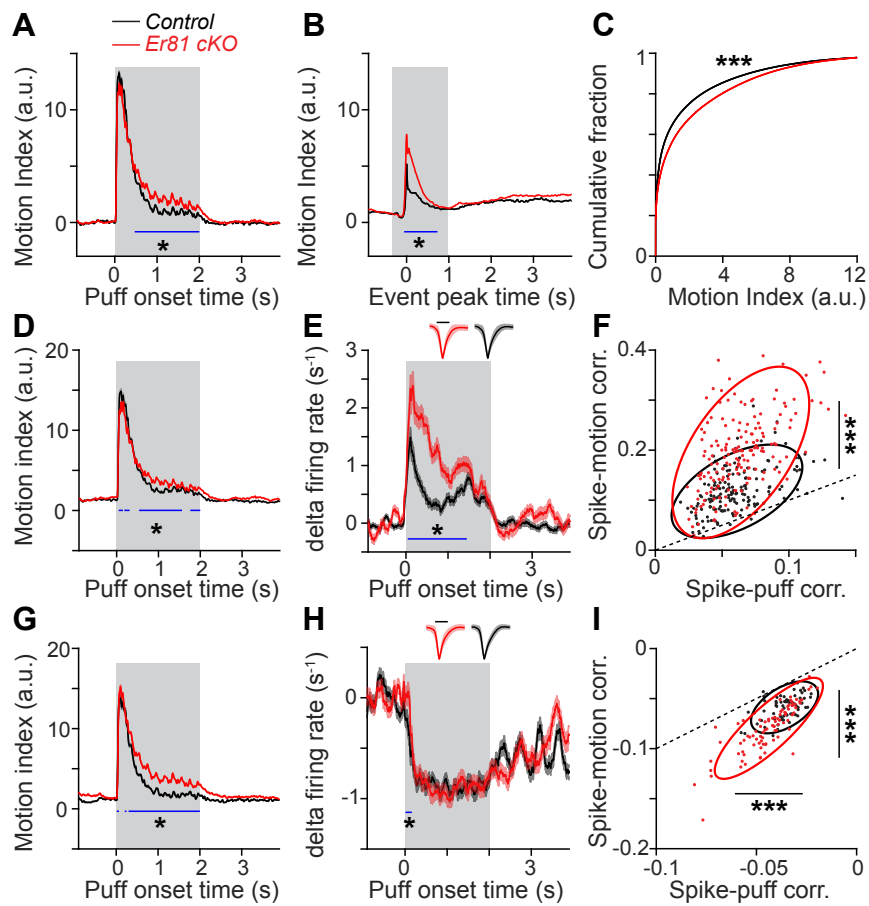 A
Control
Er81 cKO
Motion Index (a.u.)
10
0
*
0 1 2 3
Puff onset time (s)
B
Motion Index (a.u.)
10
0
*
0 1 2 3
Event peak time (s)
C
Cumulative fraction
1
0
***
0 4 8 12
Motion Index (a.u.)
D
Motion index (a.u.)
20
10
0
*
0 1 2 3
Puff onset time (s)
E
delta firing rate (s⁻¹)
3
2
1
0
*
0 3
Puff onset time (s)
F
Spike-motion corr.
0.4
0.2
0
***
0 0.1
Spike-puff corr.
G
Motion index (a.u.)
20
10
0
*
0 1 2 3
Puff onset time (s)
H
delta firing rate (s⁻¹)
0
-1
*
0 3
Puff onset time (s)
I
Spike-motion corr.
-0
-0.1
-0.2
***
***
-0.1 -0.05 0
Spike-puff corr.